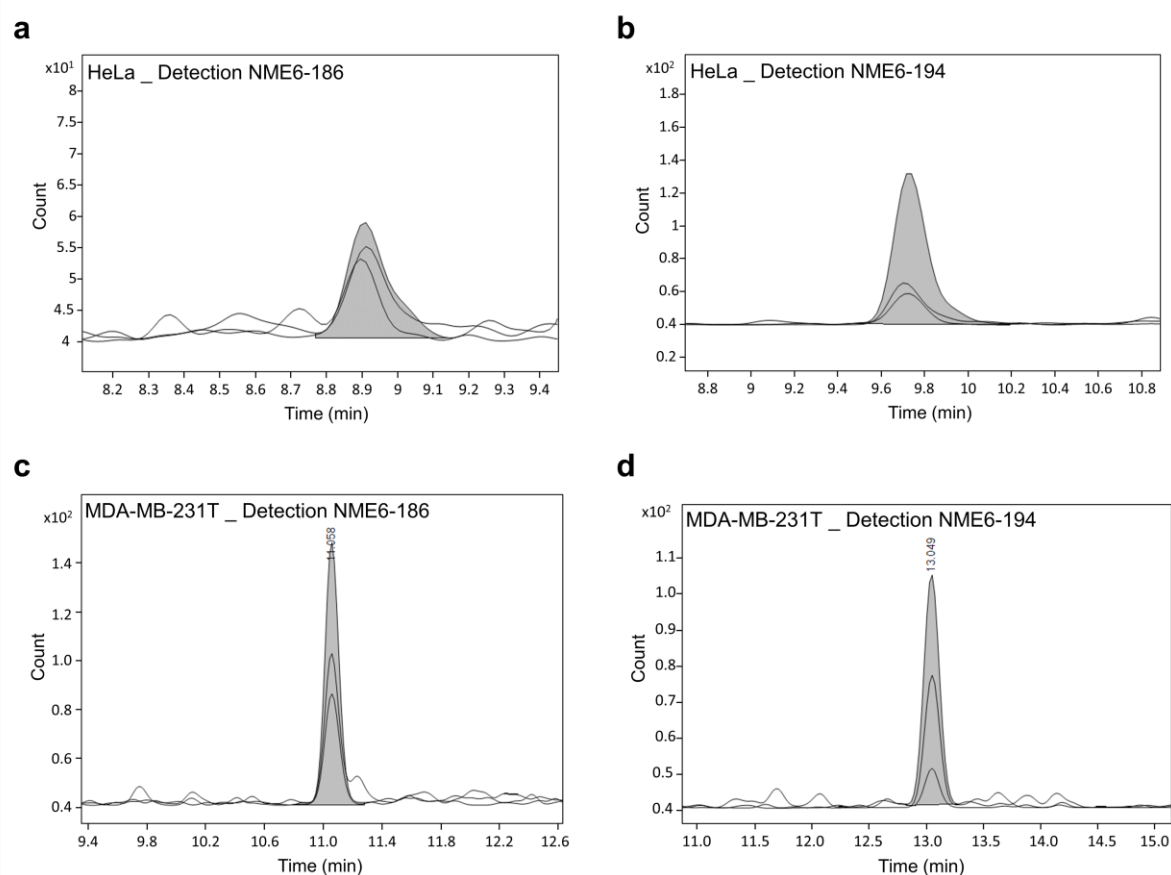 a
x10¹
HeLa _ Detection NME6-186
8
7.5
7
6.5
6
5.5
5
4.5
4
Count
8.2 8.3 8.4 8.5 8.6 8.7 8.8 8.9 9 9.1 9.2 9.3 9.4
Time (min)
b
x10²
HeLa _ Detection NME6-194
1.8
1.6
1.4
1.2
1
0.8
0.6
0.4
0.2
Count
8.8 9 9.2 9.4 9.6 9.8 10 10.2 10.4 10.6 10.8
Time (min)
c
x10²
MDA-MB-231T _ Detection NME6-186
11.058
1.4
1.2
1.0
0.8
0.6
0.4
Count
9.4 9.8 10.2 10.6 11.0 11.4 11.8 12.2 12.6
Time (min)
d
x10²
MDA-MB-231T _ Detection NME6-194
13.049
1.1
1.0
0.9
0.8
0.7
0.6
0.5
0.4
Count
11.0 11.5 12.0 12.5 13.0 13.5 14.0 14.5 15.0
Time (min)